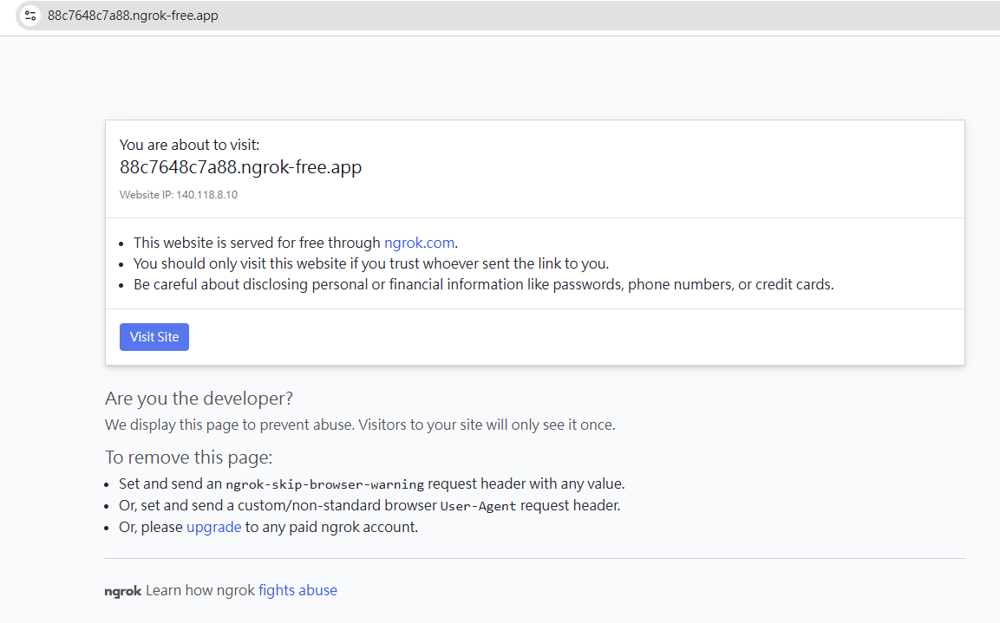 88c7648c7a88.ngrok-free.app
You are about to visit:
88c7648c7a88.ngrok-free.app
Website IP: 140.118.8.10
This website is served for free through ngrok.com.
You should only visit this website if you trust whoever sent the link to you.
Be careful about disclosing personal or financial information like passwords, phone numbers, or credit cards.
Visit Site
Are you the developer?
We display this page to prevent abuse. Visitors to your site will only see it once.
To remove this page:
Set and send an ngrok-skip-browser-warning request header with any value.
Or, set and send a custom/non-standard browser User-Agent request header.
Or, please upgrade to any paid ngrok account.
ngrok Learn how ngrok fights abuse